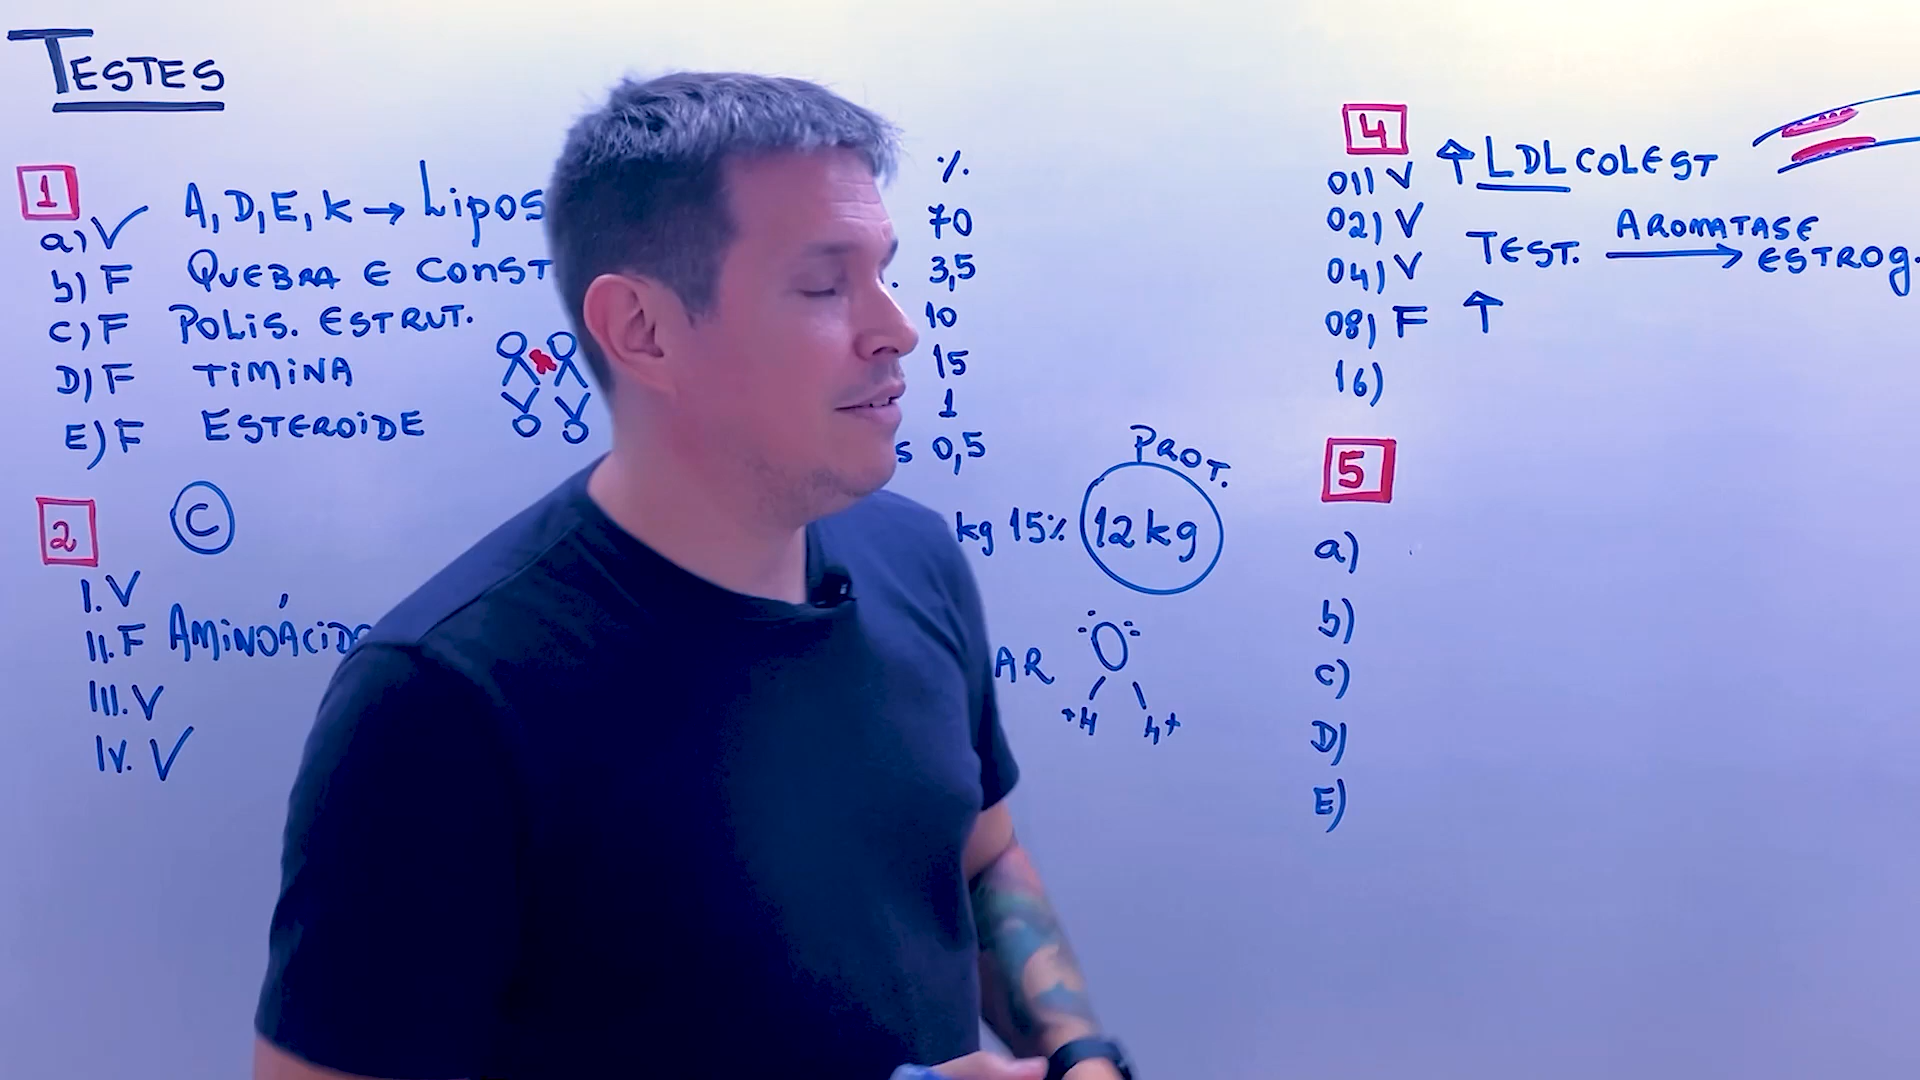 TESTES
1
a) V A, D, E, K → LIPOS
b) F QUEBRA E CONST
C) F POLIS. ESTRUT.
D) F TIMINA
E) F ESTEROIDE
2 C
I. V
II. F AMINOÁCIDO
III. V
IV. V
%
70
3,5
10
15
1
s 0,5
PROT.
kg 15% 12 kg
AR :O:
+H H+
4
01) V ↑ LDL COLEST
02) V
AROMATASE
04) V TEST. → ESTROG.
08) F ↑
16)
5
a)
b)
c)
D)
E)